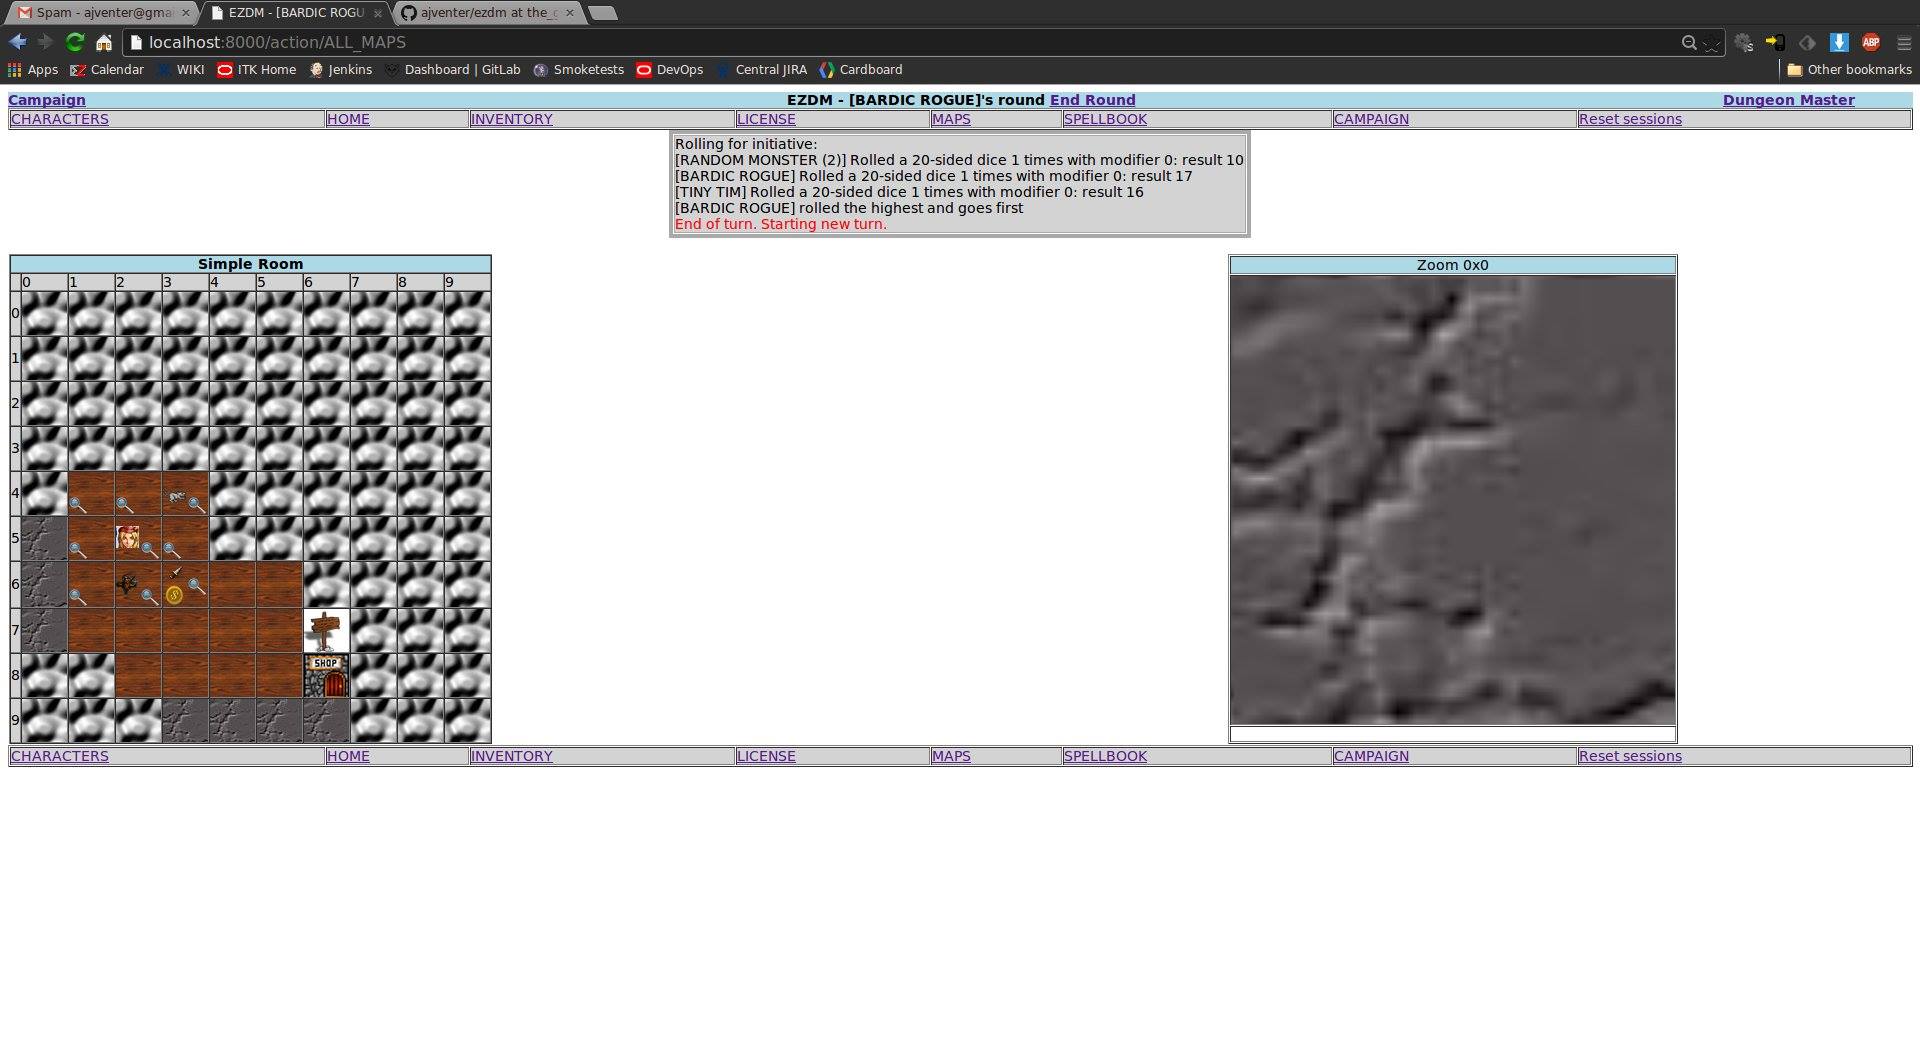 Spam - ajventer@gma
EZDM - [BARDIC ROGU
ajventer/ezdm at the_
localhost:8000/action/ALL_MAPS
ABP
Apps Calendar WIKI ITK Home Jenkins Dashboard | GitLab Smoketests DevOps Central JIRA Cardboard Other bookmarks
Campaign EZDM - [BARDIC ROGUE]'s round End Round Dungeon Master
CHARACTERS HOME INVENTORY LICENSE MAPS SPELLBOOK CAMPAIGN Reset sessions
Rolling for initiative:
[RANDOM MONSTER (2)] Rolled a 20-sided dice 1 times with modifier 0: result 10
[BARDIC ROGUE] Rolled a 20-sided dice 1 times with modifier 0: result 17
[TINY TIM] Rolled a 20-sided dice 1 times with modifier 0: result 16
[BARDIC ROGUE] rolled the highest and goes first
End of turn. Starting new turn.
Simple Room
0 1 2 3 4 5 6 7 8 9
0
1
2
3
4
5
6
7
8
SHOP
9
Zoom 0x0
CHARACTERS HOME INVENTORY LICENSE MAPS SPELLBOOK CAMPAIGN Reset sessions